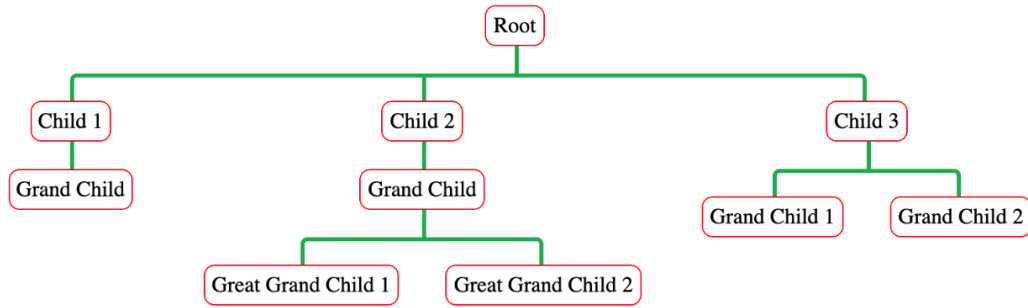 Root
Child 1
Child 2
Child 3
Grand Child
Grand Child
Grand Child 1
Grand Child 2
Great Grand Child 1
Great Grand Child 2